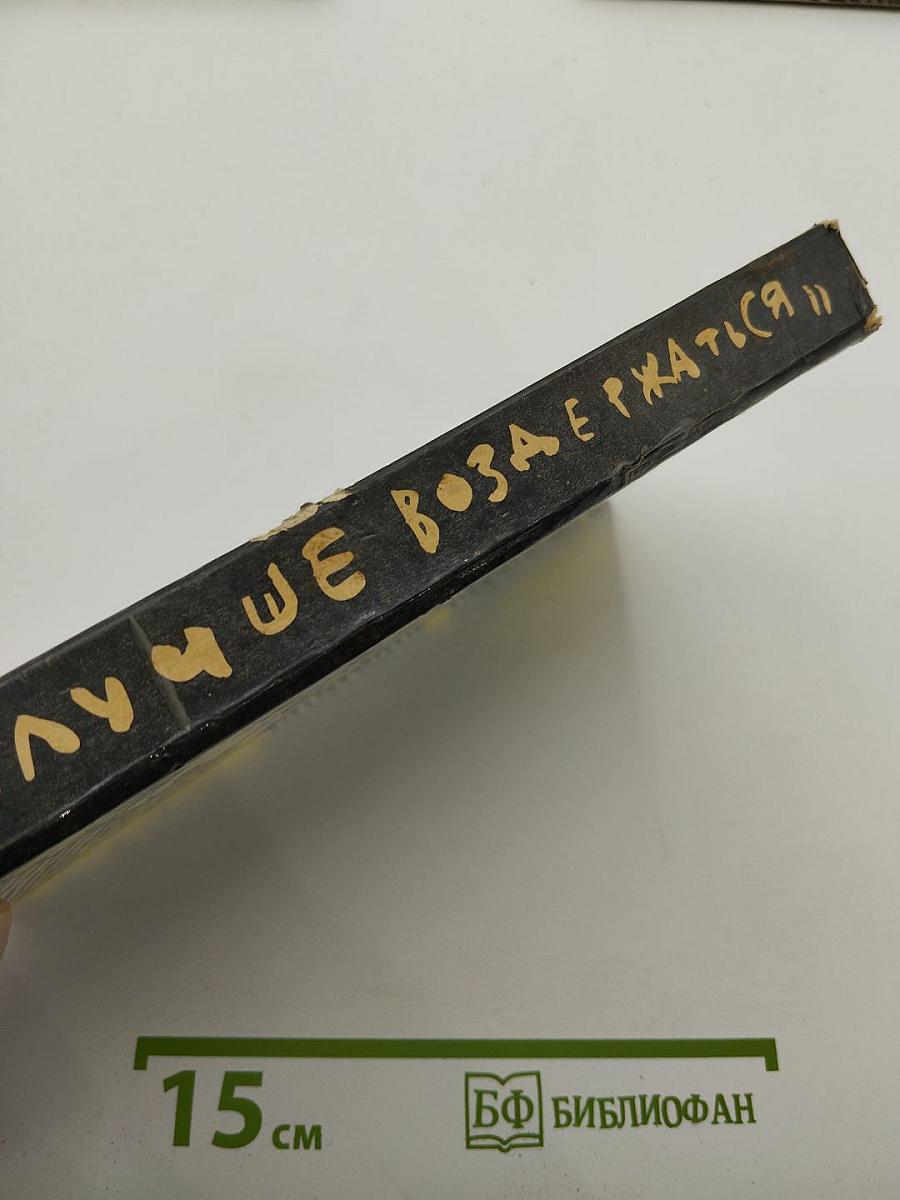 ЛУЧШЕ ВОЗДЕРЖАТЬСЯ”
15 см
БФ БИБЛИОФАН